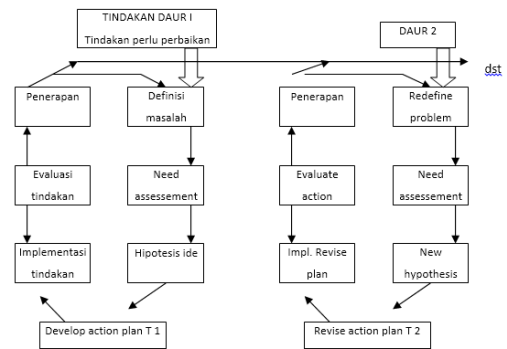 TINDAKAN DAUR I
Tindakan perlu perbaikan
DAUR 2
dst
Penerapan
Definisi
masalah
Penerapan
Redefine
problem
Evaluasi
tindakan
Need
assessement
Evaluate
action
Need
assessement
Implementasi
tindakan
Hipotesis ide
Impl. Revise
plan
New
hypothesis
Develop action plan T 1
Revise action plan T 2